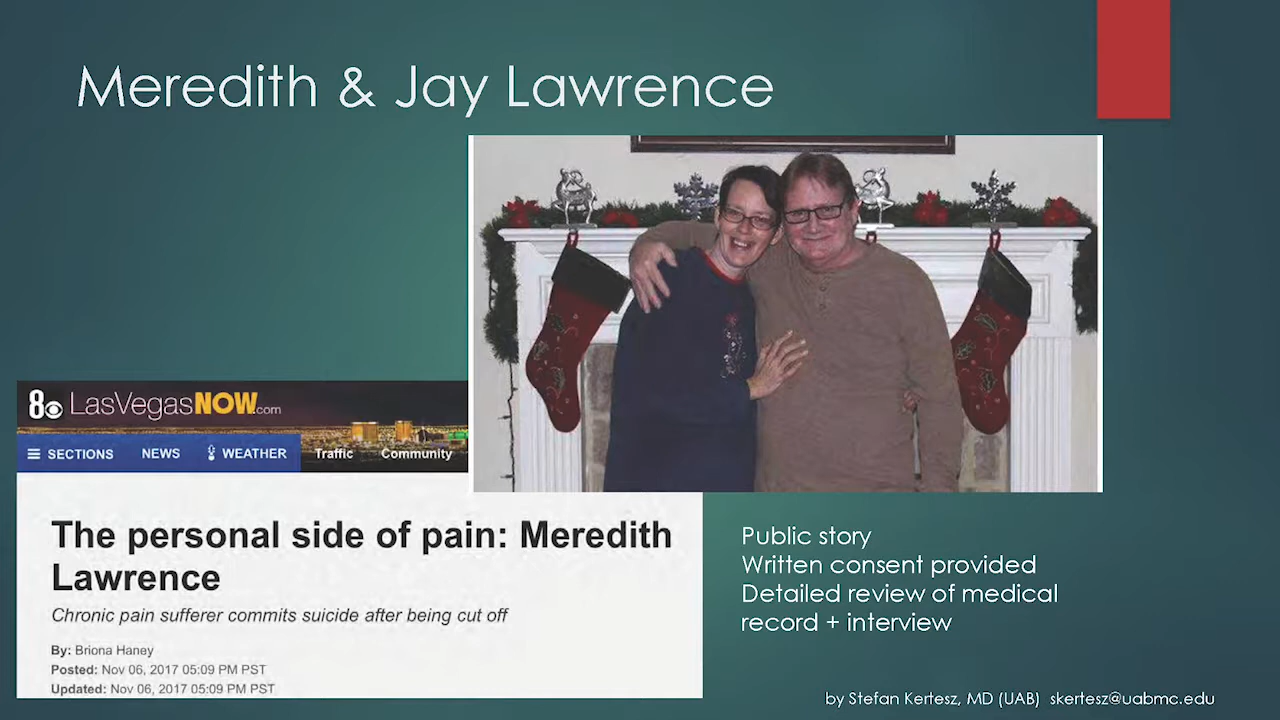 Meredith & Jay Lawrence
8 LasVegasNOW.com
SECTIONS NEWS WEATHER Traffic Community
The personal side of pain: Meredith
Lawrence
Chronic pain sufferer commits suicide after being cut off
By: Briona Haney
Posted: Nov 06, 2017 05:09 PM PST
Updated: Nov 06, 2017 05:09 PM PST
Public story
Written consent provided
Detailed review of medical
record + interview
by Stefan Kertesz, MD (UAB) skertesz@uabmc.edu